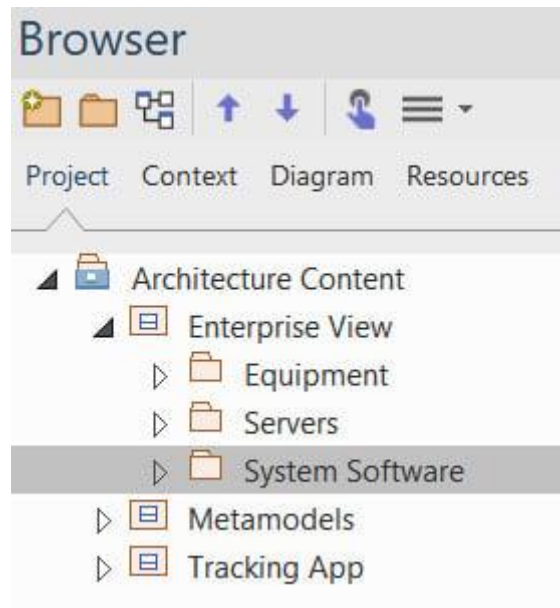 Browser
Project Context Diagram Resources
Architecture Content
Enterprise View
Equipment
Servers
System Software
Metamodels
Tracking App